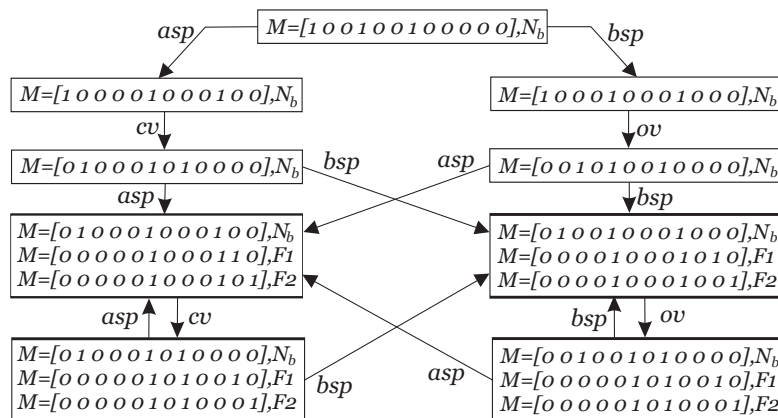 asp
M=[1 0 0 1 0 0 1 0 0 0 0 0],N_b
bsp
M=[1 0 0 0 0 1 0 0 0 1 0 0],N_b
M=[1 0 0 0 1 0 0 0 1 0 0 0],N_b
cv
ov
M=[0 1 0 0 0 1 0 1 0 0 0 0],N_b
bsp
asp
M=[0 0 1 0 1 0 0 1 0 0 0 0],N_b
asp
bsp
M=[0 1 0 0 0 1 0 0 0 1 0 0],N_b
M=[0 0 0 0 0 1 0 0 0 1 1 0],F1
M=[0 0 0 0 0 1 0 0 0 1 0 1],F2
M=[0 1 0 0 1 0 0 0 1 0 0 0],N_b
M=[0 0 0 0 1 0 0 0 1 0 1 0],F1
M=[0 0 0 0 1 0 0 0 1 0 0 1],F2
asp
cv
bsp
ov
M=[0 1 0 0 0 1 0 1 0 0 0 0],N_b
M=[0 0 0 0 0 1 0 1 0 0 1 0],F1
M=[0 0 0 0 0 1 0 1 0 0 0 1],F2
bsp
asp
M=[0 0 1 0 0 1 0 1 0 0 0 0],N_b
M=[0 0 0 0 0 1 0 1 0 0 1 0],F1
M=[0 0 0 0 0 1 0 1 0 0 0 1],F2